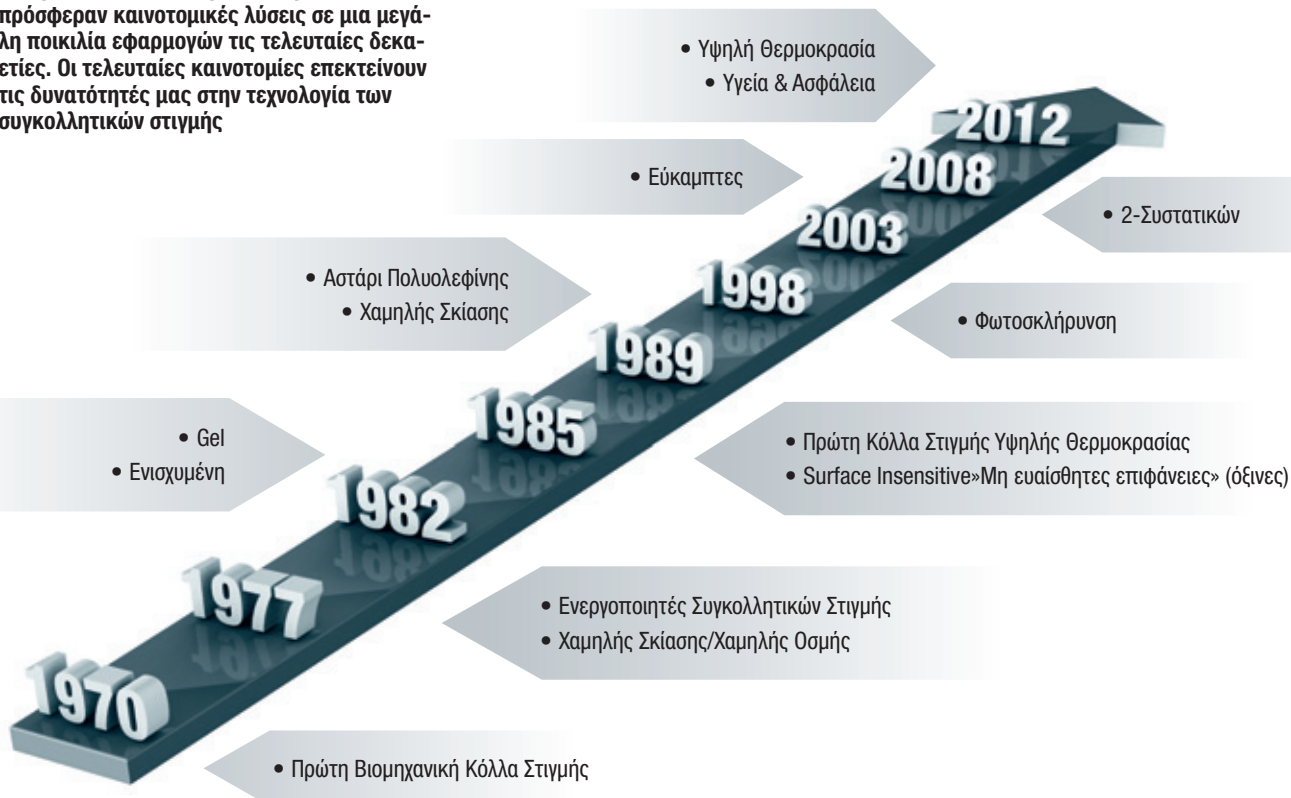 πρόσφεραν καινοτομικές λύσεις σε μια μεγά-
λη ποικιλία εφαρμογών τις τελευταίες δεκα-
ετίες. Οι τελευταίες καινοτομίες επεκτείνουν
τις δυνατότητές μας στην τεχνολογία των
συγκολλητικών στιγμής
• Υψηλή Θερμοκρασία
• Υγεία & Ασφάλεια
2012
• Εύκαμπτες
2008
• 2-Συστατικών
2003
• Αστάρι Πολυολεφίνης
• Χαμηλής Σκίασης
1998
• Φωτοσκλήρυνση
1989
• Gel
• Ενισχυμένη
1985
• Πρώτη Κόλλα Στιγμής Υψηλής Θερμοκρασίας
• Surface Insensitive»Μη ευαίσθητες επιφάνειες» (όξινες)
1982
1977
• Ενεργοποιητές Συγκολλητικών Στιγμής
• Χαμηλής Σκίασης/Χαμηλής Οσμής
1970
• Πρώτη Βιομηχανική Κόλλα Στιγμής